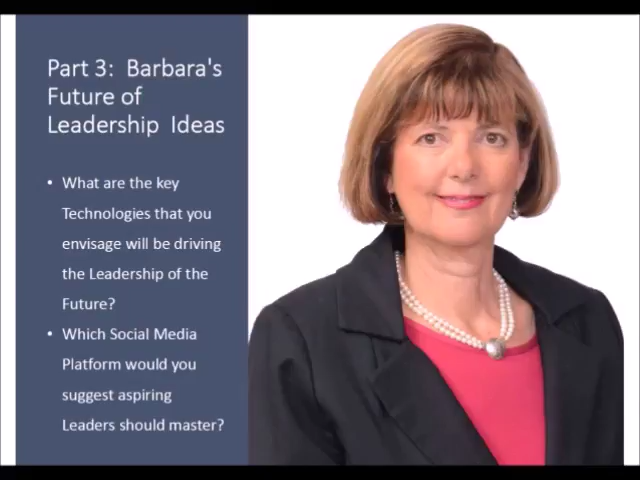 Part 3:  Barbara's
Future of
Leadership  Ideas
• What are the key
Technologies that you
envisage will be driving
the Leadership of the
Future?
• Which Social Media
Platform would you
suggest aspiring
Leaders should master?